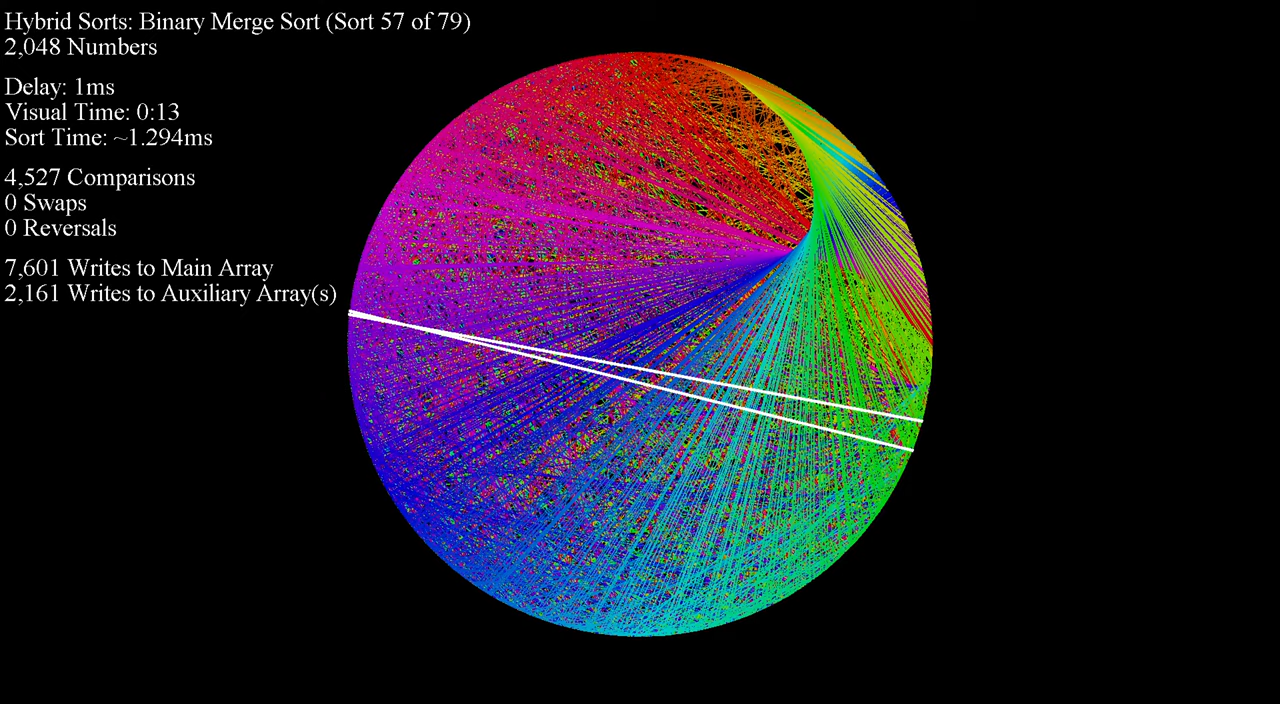 Hybrid Sorts: Binary Merge Sort (Sort 57 of 79)
2,048 Numbers
Delay: 1ms
Visual Time: 0:13
Sort Time: ~1.294ms
4,527 Comparisons
0 Swaps
0 Reversals
7,601 Writes to Main Array
2,161 Writes to Auxiliary Array(s)